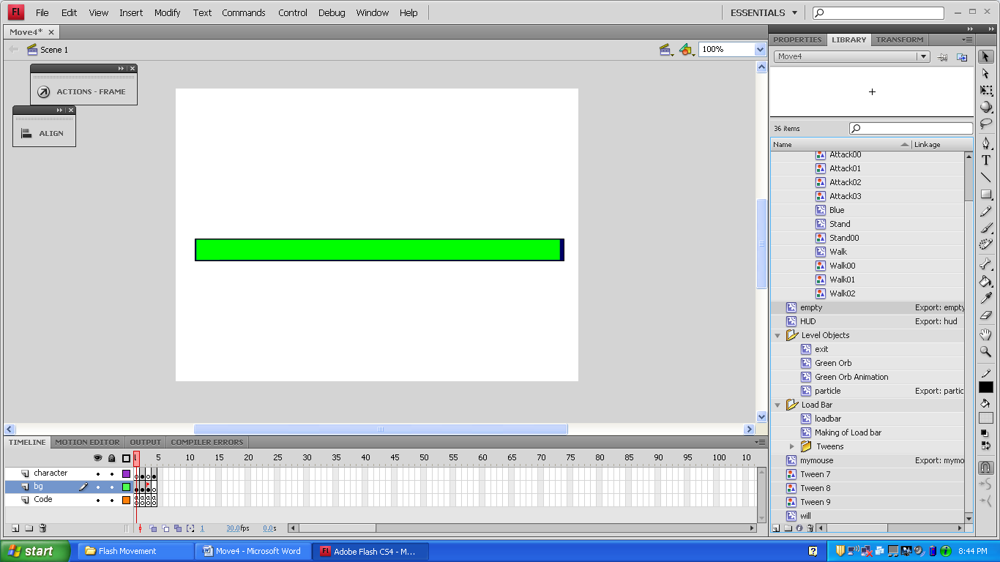 Fl File Edit View Insert Modify Text Commands Control Debug Window Help ESSENTIALS
Move4*
Scene 1 100%
ACTIONS - FRAME
ALIGN
PROPERTIES LIBRARY TRANSFORM
Move4
36 items
Name Linkage
Attack00
Attack01
Attack02
Attack03
Blue
Stand
Stand00
Walk
Walk00
Walk01
Walk02
empty Export: empty
HUD Export: hud
Level Objects
exit
Green Orb
Green Orb Animation
particle Export: partic
Load Bar
loadbar
Making of Load bar
Tweens
mymouse Export: mymo
Tween 7
Tween 8
Tween 9
will
TIMELINE MOTION EDITOR OUTPUT COMPILER ERRORS
1 5 10 15 20 25 30 35 40 45 50 55 60 65 70 75 80 85 90 95 100 10
character
bg
Code
1 30.0fps 0.0s
start Flash Movement Move4 - Microsoft Word Fl Adobe Flash CS4 - M... 8:44 PM